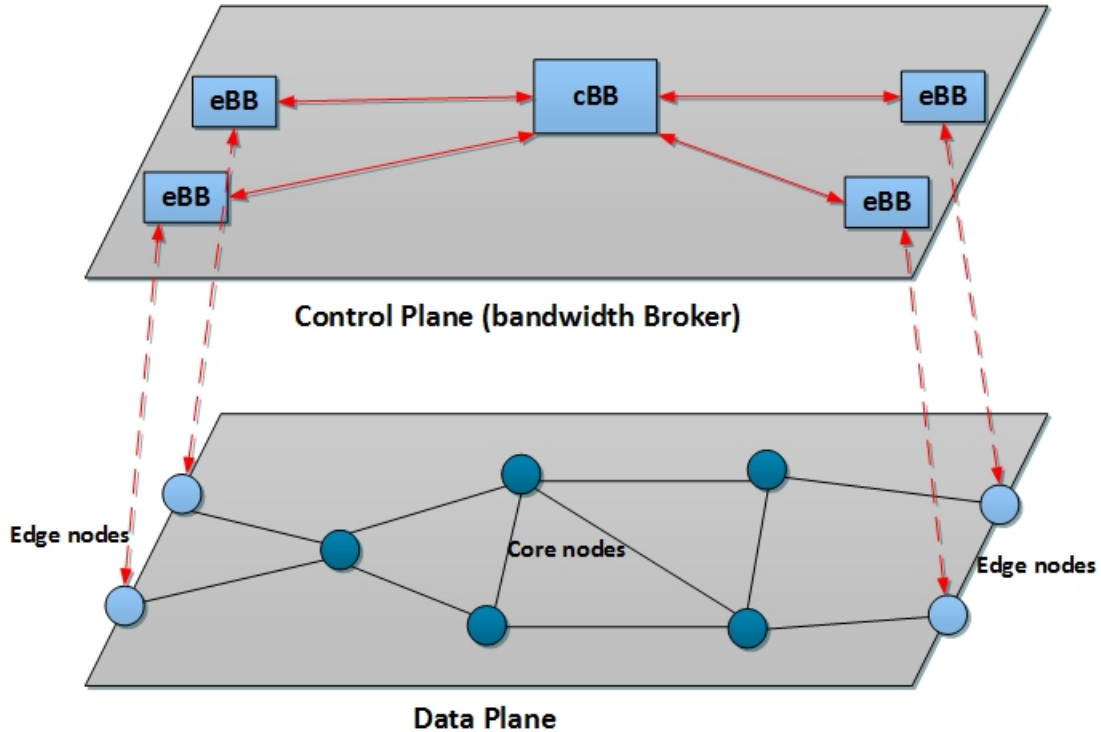 eBB
cBB
eBB
eBB
eBB
Control Plane (bandwidth Broker)
Edge nodes
Core nodes
Edge nodes
Data Plane